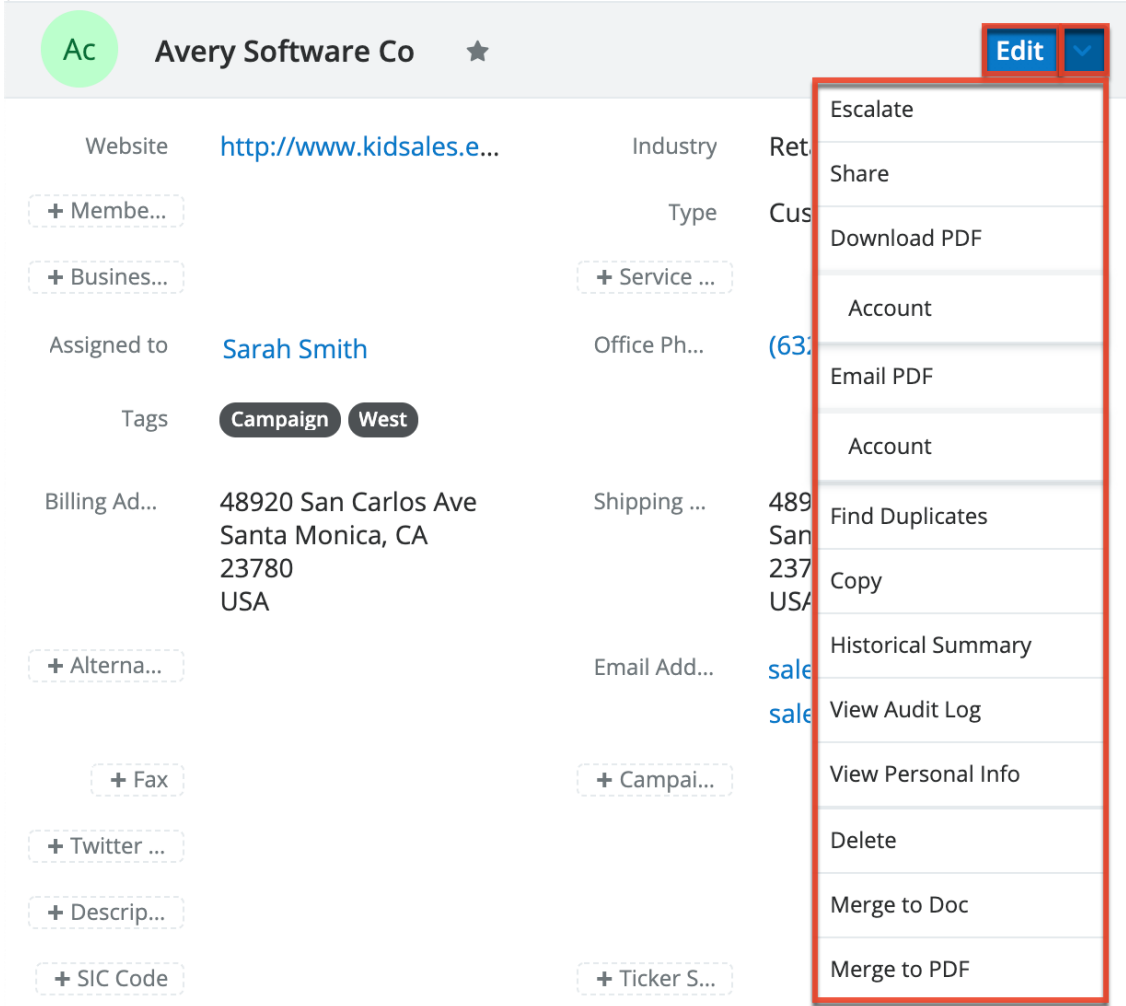 Ac
Avery Software Co
Edit
Website
http://www.kidsales.e...
Industry
+ Membe...
Type
+ Busines...
+ Service ...
Assigned to
Sarah Smith
Office Ph...
(632
Tags
Campaign
West
Billing Ad...
48920 San Carlos Ave
Santa Monica, CA
23780
USA
Shipping ...
489
San
237
USA
+ Alterna...
Email Add...
sale
sale
+ Fax
+ Campai...
+ Twitter ...
+ Descrip...
+ SIC Code
+ Ticker S...
Escalate
Share
Download PDF
Account
Email PDF
Account
Find Duplicates
Copy
Historical Summary
View Audit Log
View Personal Info
Delete
Merge to Doc
Merge to PDF